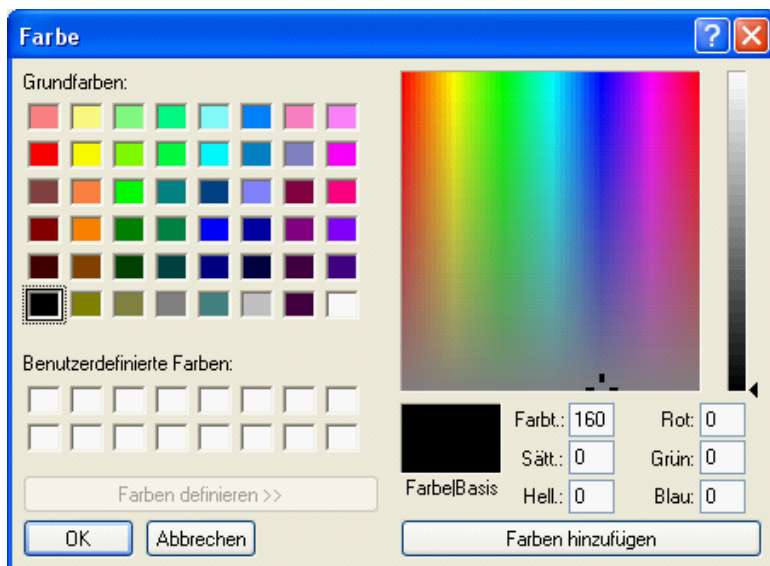 Farbe
Grundfarben:
Benutzerdefinierte Farben:
Farben definieren >>
OK Abbrechen
Farbt.: 160 Rot: 0
Sätt.: 0 Grün: 0
Farbe|Basis Hell.: 0 Blau: 0
Farben hinzufügen